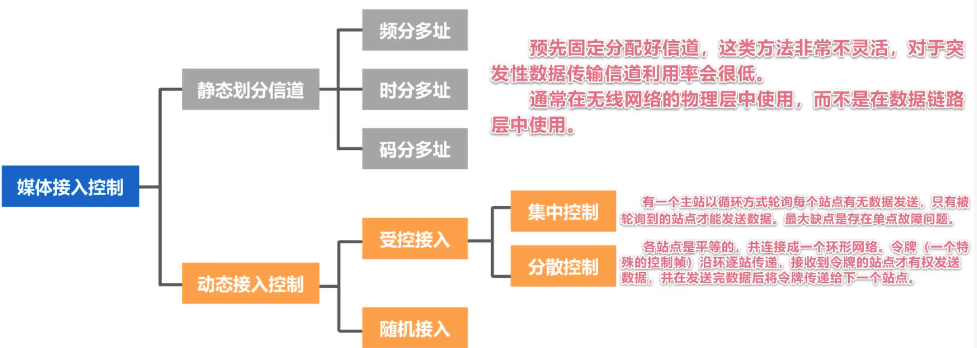 频分多址
静态划分信道
时分多址
码分多址
预先固定分配好信道，这类方法非常不灵活，对于突
发性数据传输信道利用率会很低。
通常在无线网络的物理层中使用，而不是在数据链路
层中使用。
媒体接入控制
动态接入控制
受控接入
随机接入
集中控制
有一个主站以循环方式轮询每个站点有无数据发送，只有被
轮询到的站点才能发送数据。最大缺点是存在单点故障问题。
分散控制
各站点是平等的，并连接成一个环形网络。令牌（一个特
殊的控制帧）沿环逐站传递，接收到令牌的站点才有权发送
数据，并在发送完数据后将令牌传递给下一个站点。